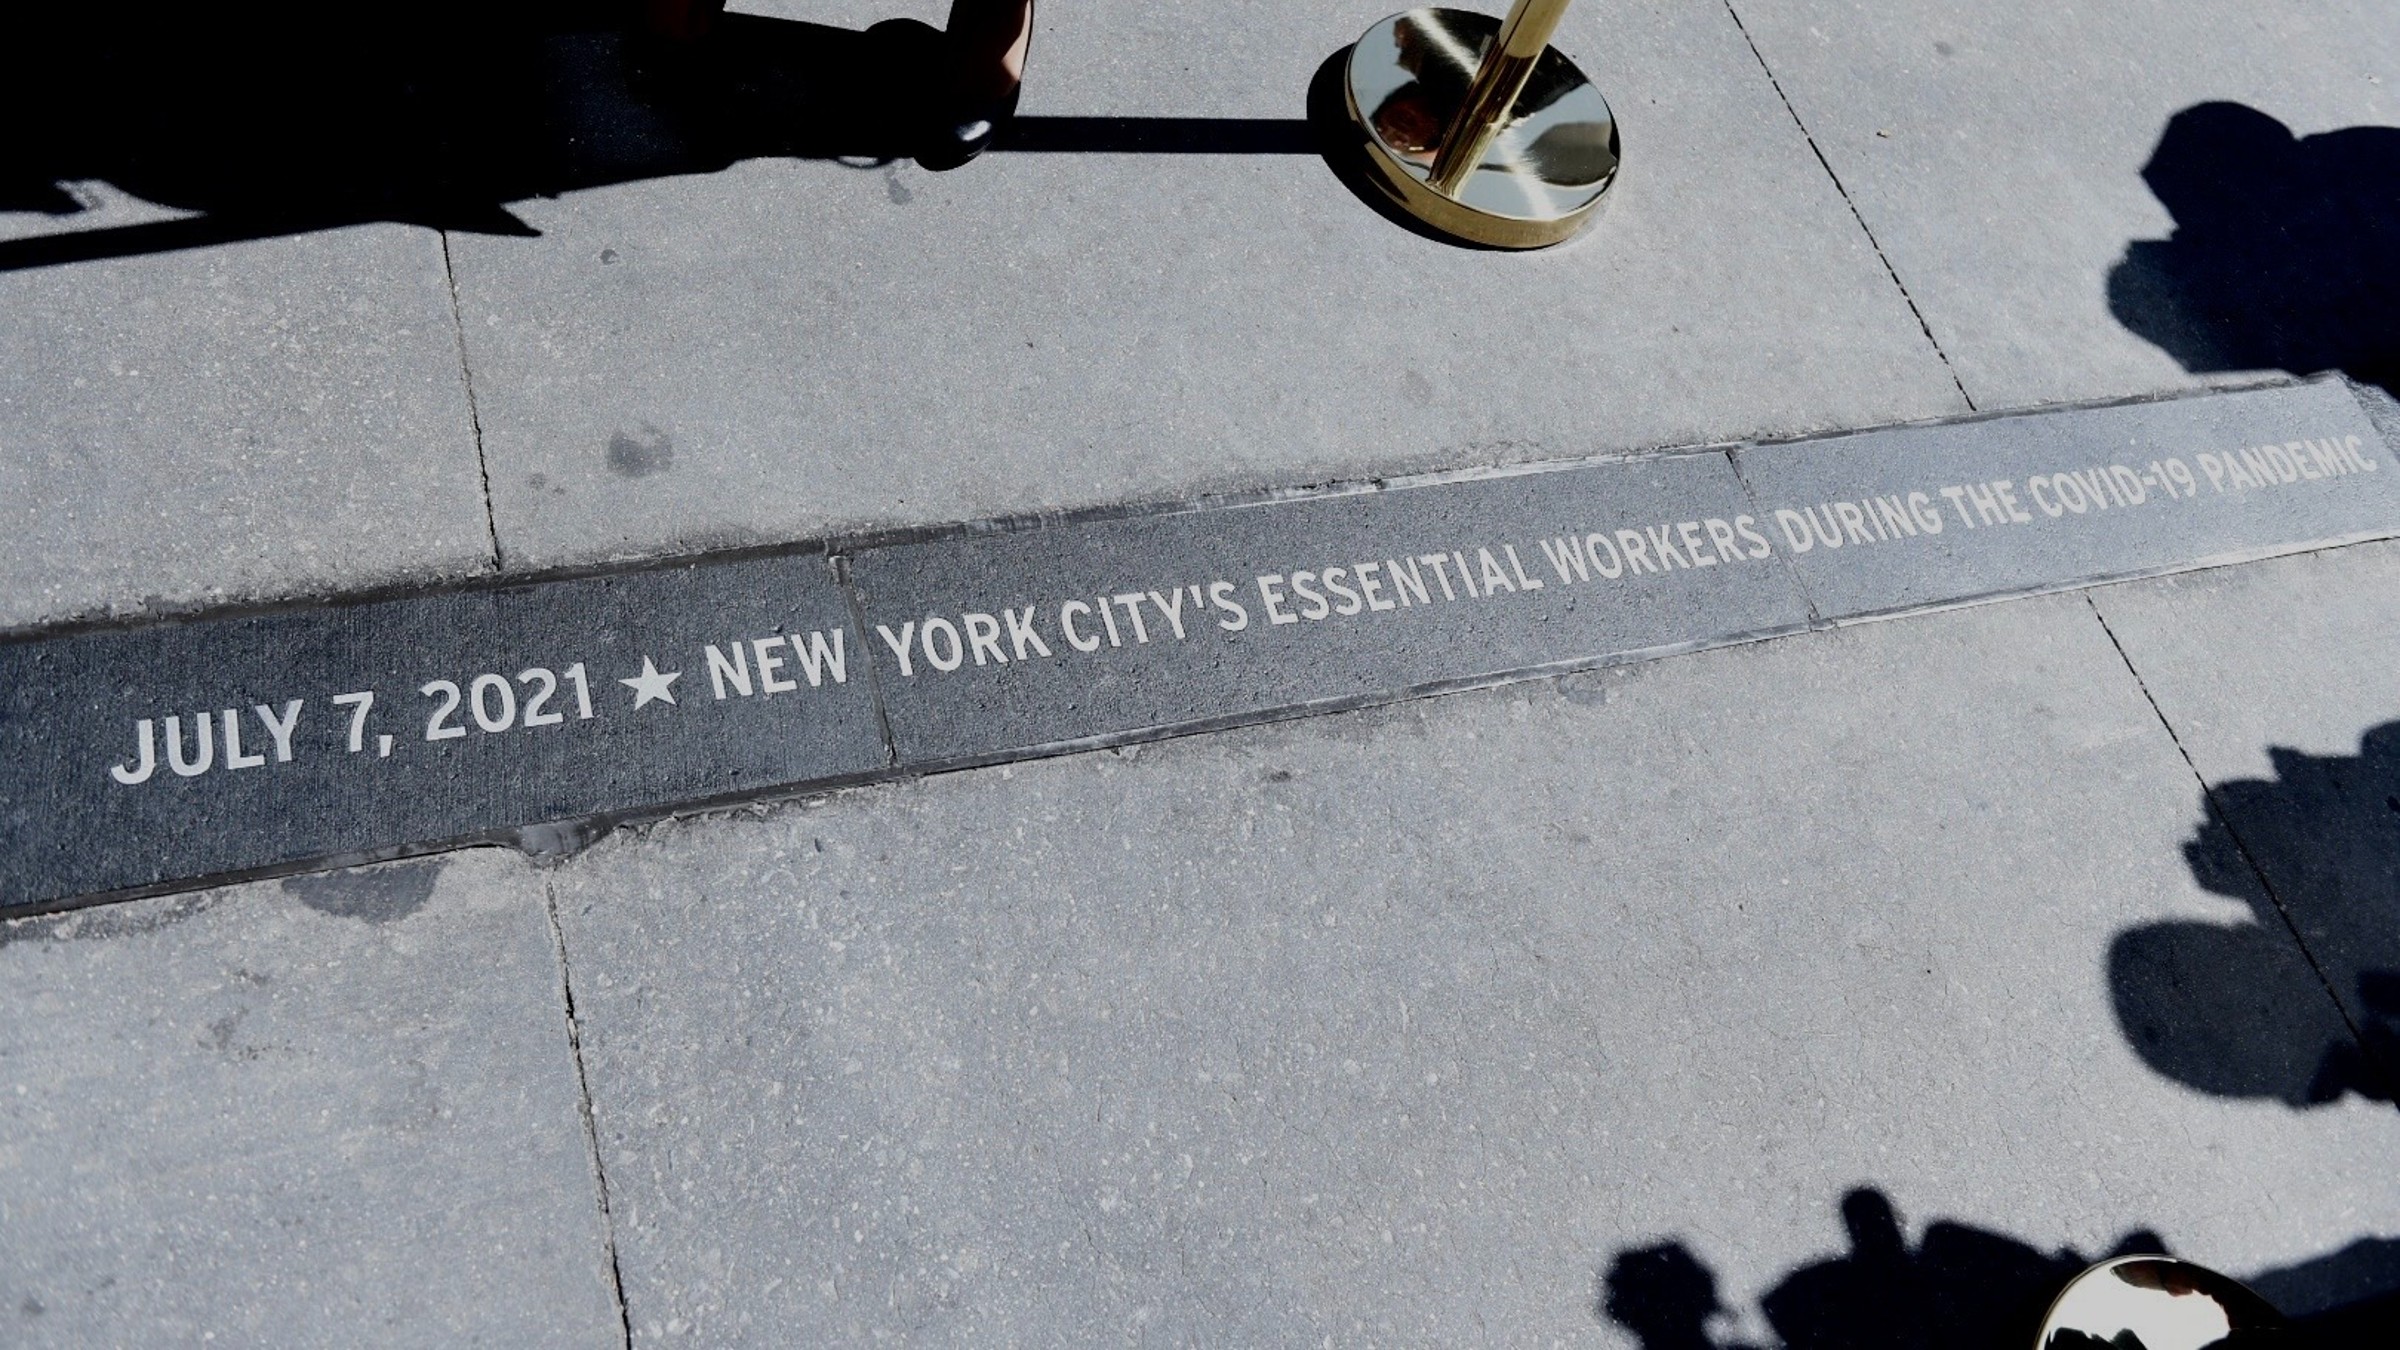 JULY 7, 2021 ★ NEW YORK CITY'S ESSENTIAL WORKERS DURING THE COVID-19 PANDEMIC